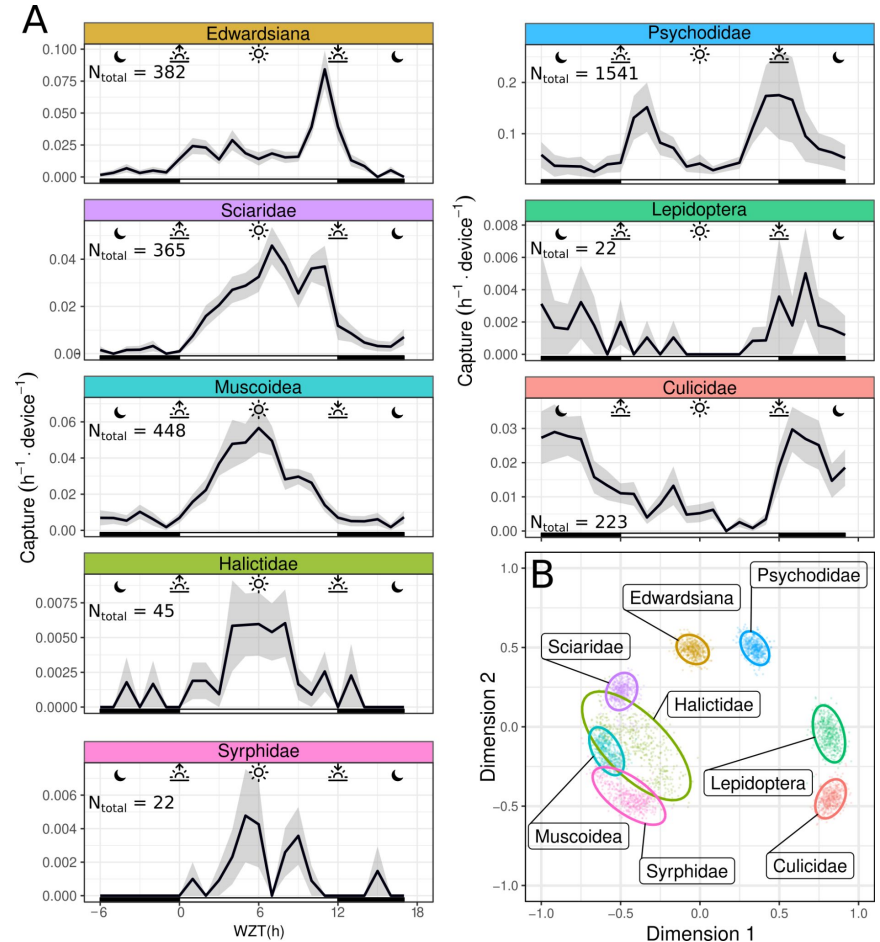 A
Edwardsiana
N_total = 382
0.100
0.075
0.050
0.025
0.000
Sciaridae
N_total = 365
0.04
0.02
0.00
Muscoidea
N_total = 448
0.06
0.04
0.02
0.00
Halictidae
N_total = 45
0.0075
0.0050
0.0025
0.0000
Syrphidae
N_total = 22
0.006
0.004
0.002
0.000
−6 0 6 12 18
WZT(h)
Capture (h⁻¹ · device⁻¹)
Psychodidae
N_total = 1541
0.2
0.1
Lepidoptera
N_total = 22
0.008
0.006
0.004
0.002
0.000
Culicidae
N_total = 223
0.03
0.02
0.01
0.00
Capture (h⁻¹ · device⁻¹)
B
1.0
0.5
0.0
−0.5
−1.0
Psychodidae
Edwardsiana
Sciaridae
Halictidae
Lepidoptera
Muscoidea
Syrphidae
Culicidae
−1.0 −0.5 0.0 0.5 1.0
Dimension 1
Dimension 2